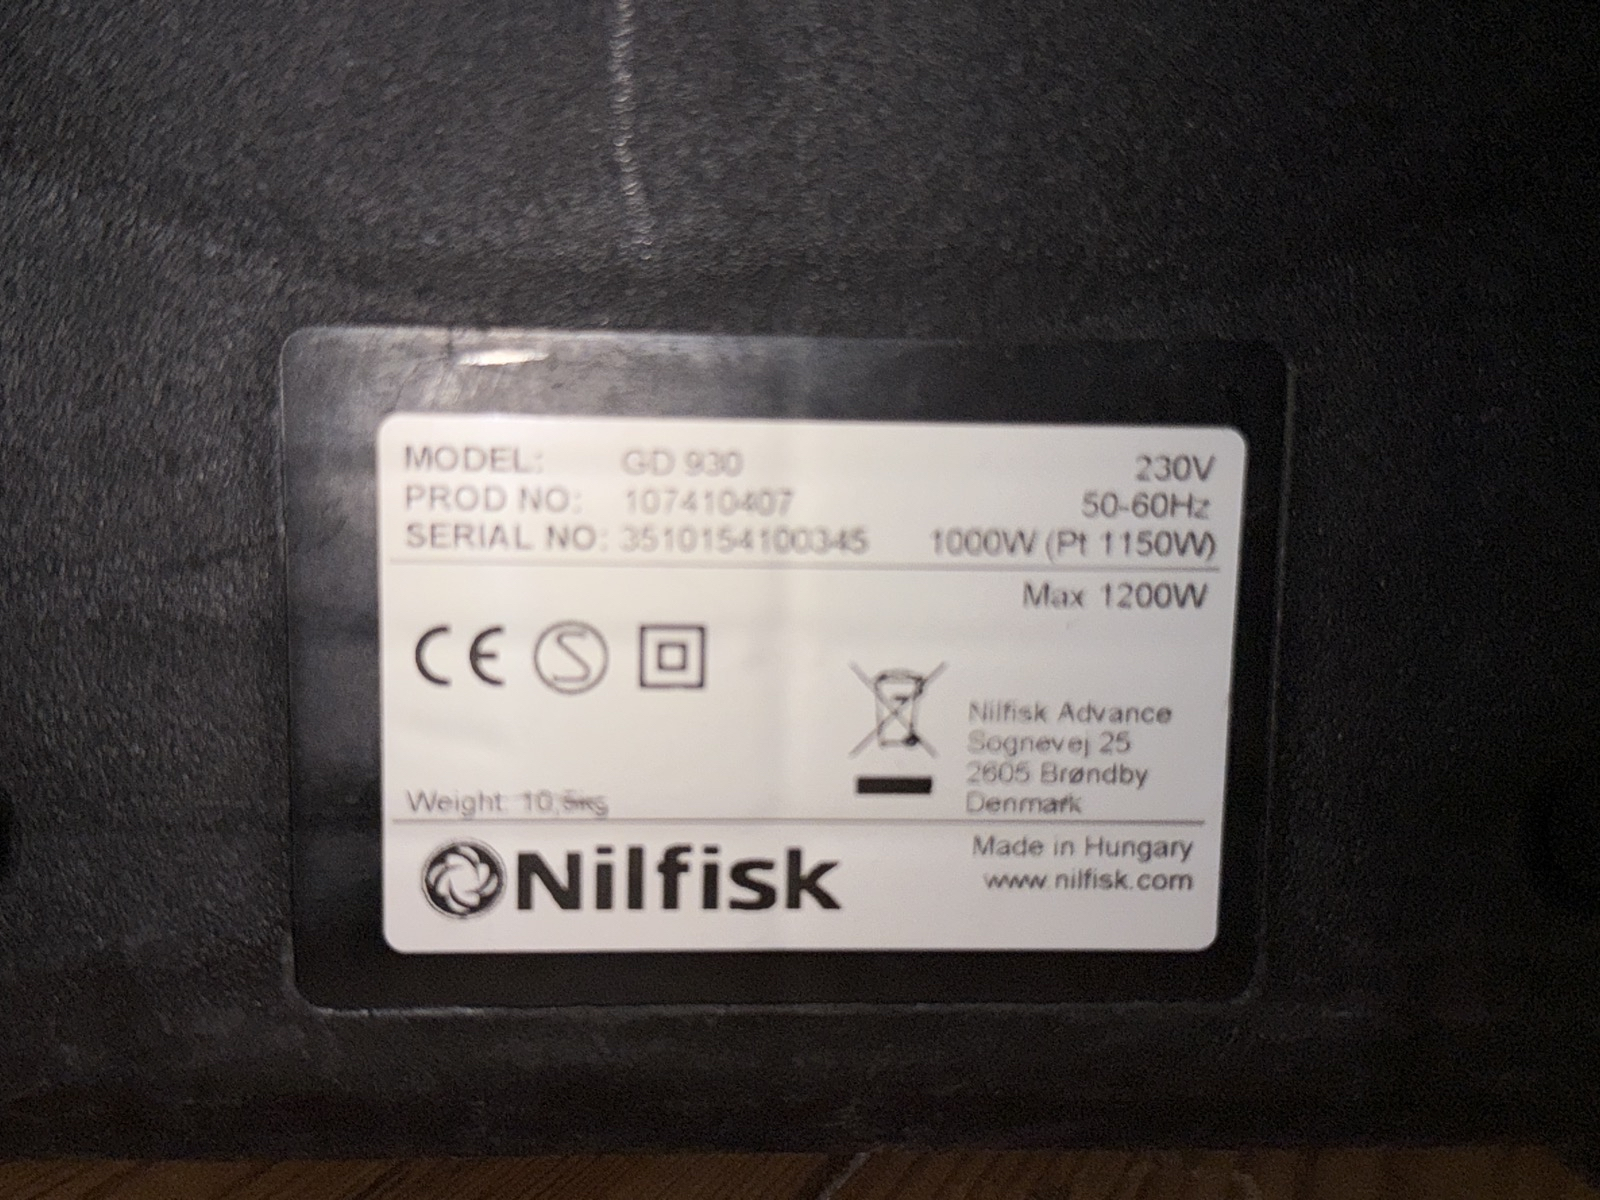 MODEL: GD 930 230V
PROD NO: 107410407 50-60Hz
SERIAL NO: 3510154100345 1000W (Pt 1150W)
Max 1200W
CE S
Nilfisk Advance
Sognevej 25
2605 Brøndby
Denmark
Weight: 10,5kg
Nilfisk
Made in Hungary
www.nilfisk.com